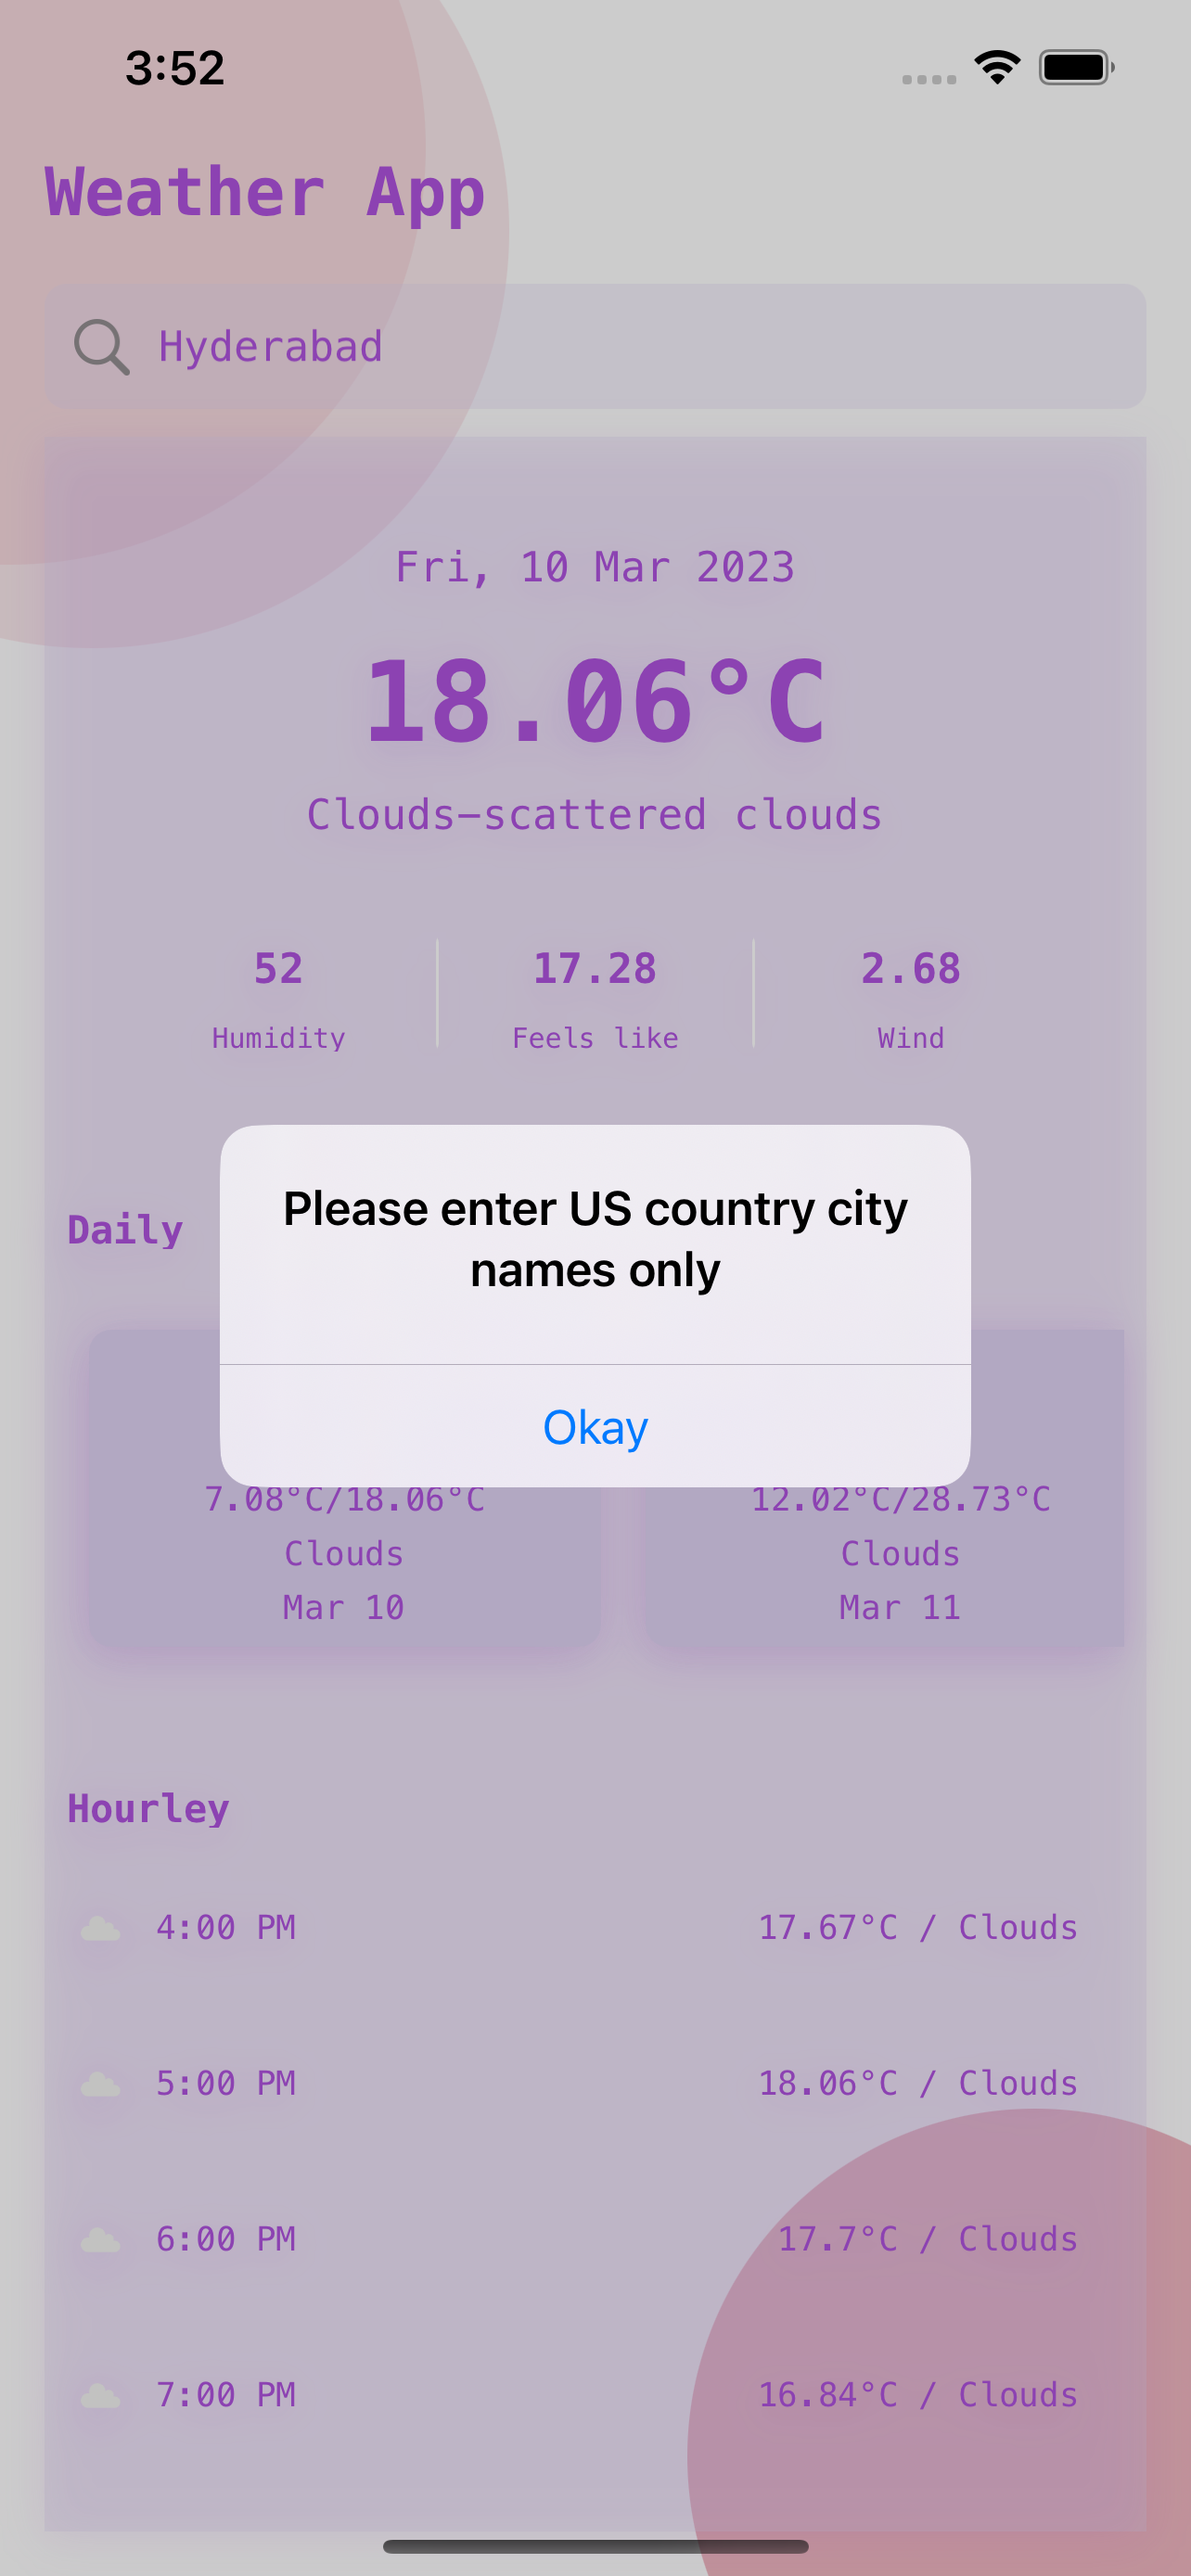 3:52
Weather App
Hyderabad
Fri, 10 Mar 2023
18.06°C
Clouds-scattered clouds
52
17.28
2.68
Humidity
Feels like
Wind
Please enter US country city
names only
Okay
Daily
7.08°C/18.06°C
12.02°C/28.73°C
Clouds
Clouds
Mar 10
Mar 11
Hourley
4:00 PM
17.67°C / Clouds
5:00 PM
18.06°C / Clouds
6:00 PM
17.7°C / Clouds
7:00 PM
16.84°C / Clouds